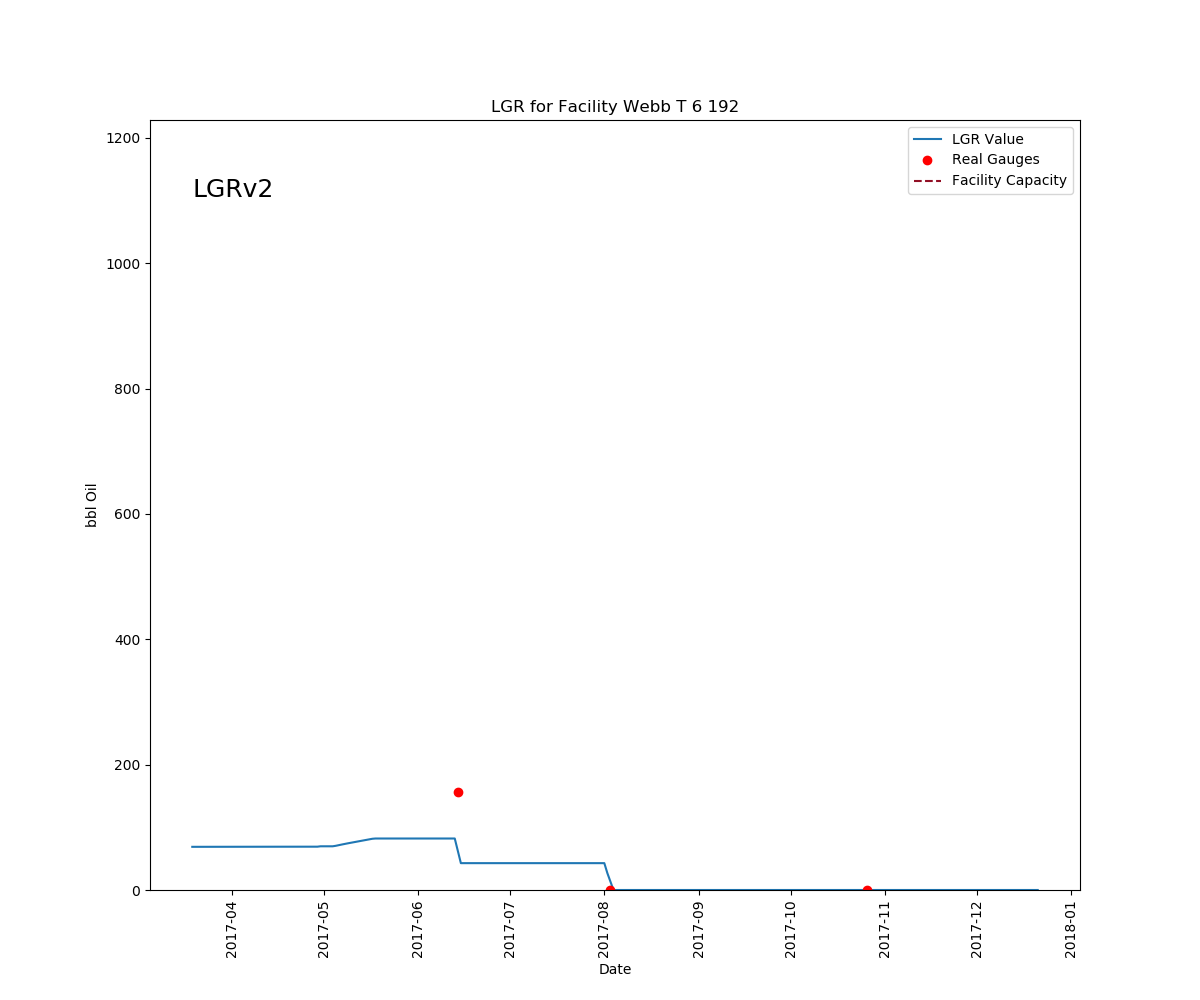 LGR for Facility Webb T 6 192
LGRv2
LGR Value
Real Gauges
Facility Capacity
1200
1000
800
600
400
200
0
bbl Oil
2017-04
2017-05
2017-06
2017-07
2017-08
2017-09
2017-10
2017-11
2017-12
2018-01
Date